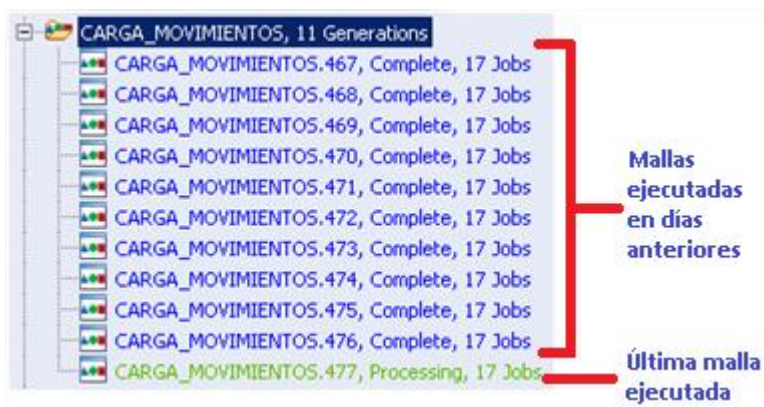 CARGA_MOVIMIENTOS, 11 Generations
CARGA_MOVIMIENTOS.467, Complete, 17 Jobs
CARGA_MOVIMIENTOS.468, Complete, 17 Jobs
CARGA_MOVIMIENTOS.469, Complete, 17 Jobs
CARGA_MOVIMIENTOS.470, Complete, 17 Jobs
CARGA_MOVIMIENTOS.471, Complete, 17 Jobs
CARGA_MOVIMIENTOS.472, Complete, 17 Jobs
CARGA_MOVIMIENTOS.473, Complete, 17 Jobs
CARGA_MOVIMIENTOS.474, Complete, 17 Jobs
CARGA_MOVIMIENTOS.475, Complete, 17 Jobs
CARGA_MOVIMIENTOS.476, Complete, 17 Jobs
CARGA_MOVIMIENTOS.477, Processing, 17 Jobs
Mallas
ejecutadas
en días
anteriores
Última malla
ejecutada